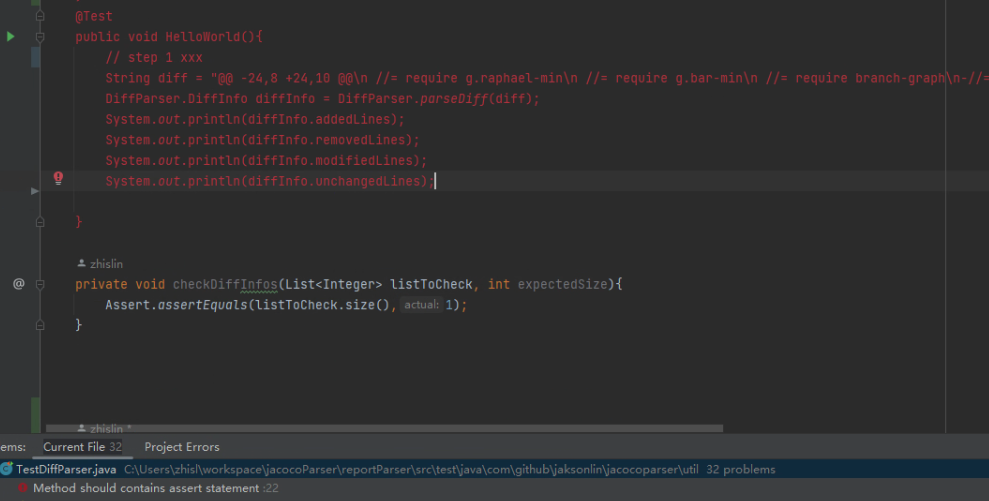 @Test
public void HelloWorld(){
// step 1 xxx
String diff = "@@ -24,8 +24,10 @@\n //= require g.raphael-min\n //= require g.bar-min\n //= require branch-graph\n-//=
DiffParser.DiffInfo diffInfo = DiffParser.parseDiff(diff);
System.out.println(diffInfo.addedLines);
System.out.println(diffInfo.removedLines);
System.out.println(diffInfo.modifiedLines);
System.out.println(diffInfo.unchangedLines);
}
zhislin
@ private void checkDiffInfos(List<Integer> listToCheck, int expectedSize){
Assert.assertEquals(listToCheck.size(), actual: 1);
}
zhislin *
ems: Current File 32 Project Errors
TestDiffParser.java C:\Users\zhisl\workspace\jacocoParser\reportParser\src\test\java\com\github\jaksonlin\jacocoparser\util 32 problems
Method should contains assert statement :22